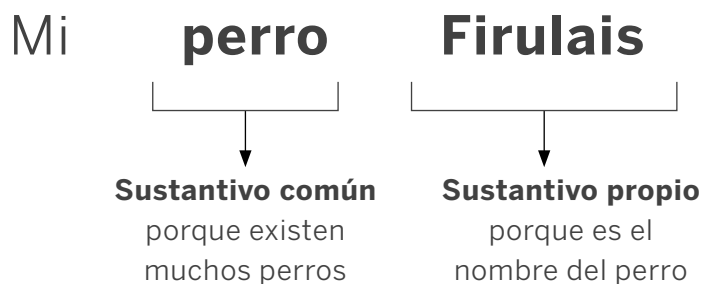 Mi perro Firulais
Sustantivo común
porque existen
muchos perros
Sustantivo propio
porque es el
nombre del perro